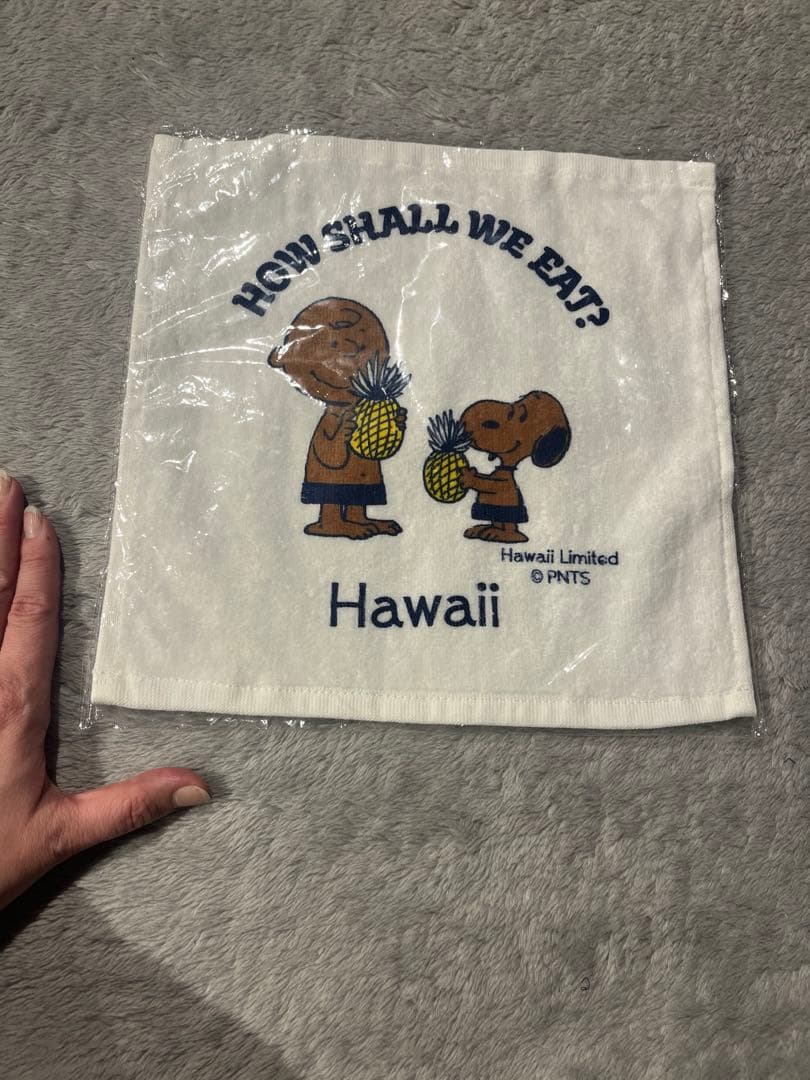 HOW SHALL WE EAT?
Hawaii Limited
© PNTS
Hawaii